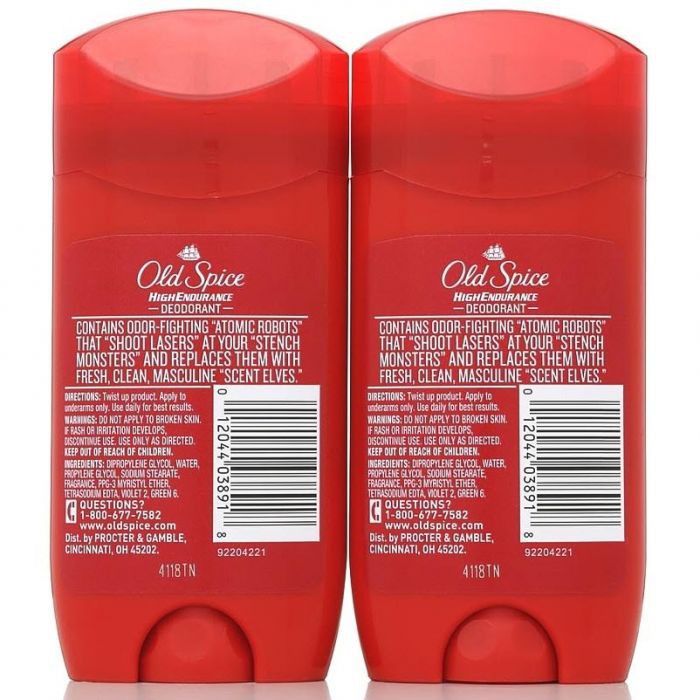 Old Spice
HIGHENDURANCE
DEODORANT
CONTAINS ODOR-FIGHTING "ATOMIC ROBOTS"
THAT "SHOOT LASERS" AT YOUR "STENCH
MONSTERS" AND REPLACES THEM WITH
FRESH, CLEAN, MASCULINE "SCENT ELVES."
DIRECTIONS: Twist up product. Apply to
underarms only. Use daily for best results.
WARNINGS: DO NOT APPLY TO BROKEN SKIN.
IF RASH OR IRRITATION DEVELOPS,
DISCONTINUE USE. USE ONLY AS DIRECTED.
KEEP OUT OF REACH OF CHILDREN.
INGREDIENTS: DIPROPYLENE GLYCOL, WATER,
PROPYLENE GLYCOL, SODIUM STEARATE,
FRAGRANCE, PPG-3 MYRISTYL ETHER,
TETRASODIUM EDTA, VIOLET 2, GREEN 6.
QUESTIONS?
1-800-677-7582
www.oldspice.com
Dist. by PROCTER & GAMBLE,
CINCINNATI, OH 45202.
0 12044 03891 8
92204221
4118TN
Old Spice
HIGHENDURANCE
DEODORANT
CONTAINS ODOR-FIGHTING "ATOMIC ROBOTS"
THAT "SHOOT LASERS" AT YOUR "STENCH
MONSTERS" AND REPLACES THEM WITH
FRESH, CLEAN, MASCULINE "SCENT ELVES."
DIRECTIONS: Twist up product. Apply to
underarms only. Use daily for best results.
WARNINGS: DO NOT APPLY TO BROKEN SKIN.
IF RASH OR IRRITATION DEVELOPS,
DISCONTINUE USE. USE ONLY AS DIRECTED.
KEEP OUT OF REACH OF CHILDREN.
INGREDIENTS: DIPROPYLENE GLYCOL, WATER,
PROPYLENE GLYCOL, SODIUM STEARATE,
FRAGRANCE, PPG-3 MYRISTYL ETHER,
TETRASODIUM EDTA, VIOLET 2, GREEN 6.
QUESTIONS?
1-800-677-7582
www.oldspice.com
Dist. by PROCTER & GAMBLE,
CINCINNATI, OH 45202.
0 12044 03891 8
92204221
4118TN